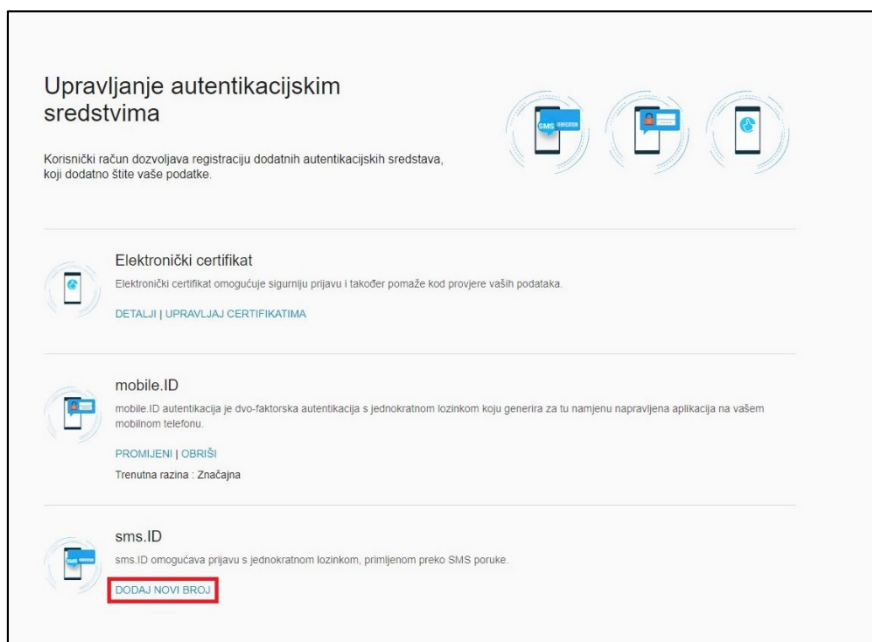 Upravljanje autentikacijskim
sredstvima
Korisnički račun dozvoljava registraciju dodatnih autentikacijskih sredstava,
koji dodatno štite vaše podatke.
SMS
Elektronički certifikat
Elektronički certifikat omogućuje sigurniju prijavu i također pomaže kod provjere vaših podataka.
DETALJI | UPRAVLJAJ CERTIFIKATIMA
mobile.ID
mobile.ID autentikacija je dvo-faktorska autentikacija s jednokratnom lozinkom koju generira za tu namjenu napravljena aplikacija na vašem
mobilnom telefonu.
PROMIJENI | OBRIŠI
Trenutna razina : Značajna
sms.ID
sms.ID omogućava prijavu s jednokratnom lozinkom, primljenom preko SMS poruke.
DODAJ NOVI BROJ